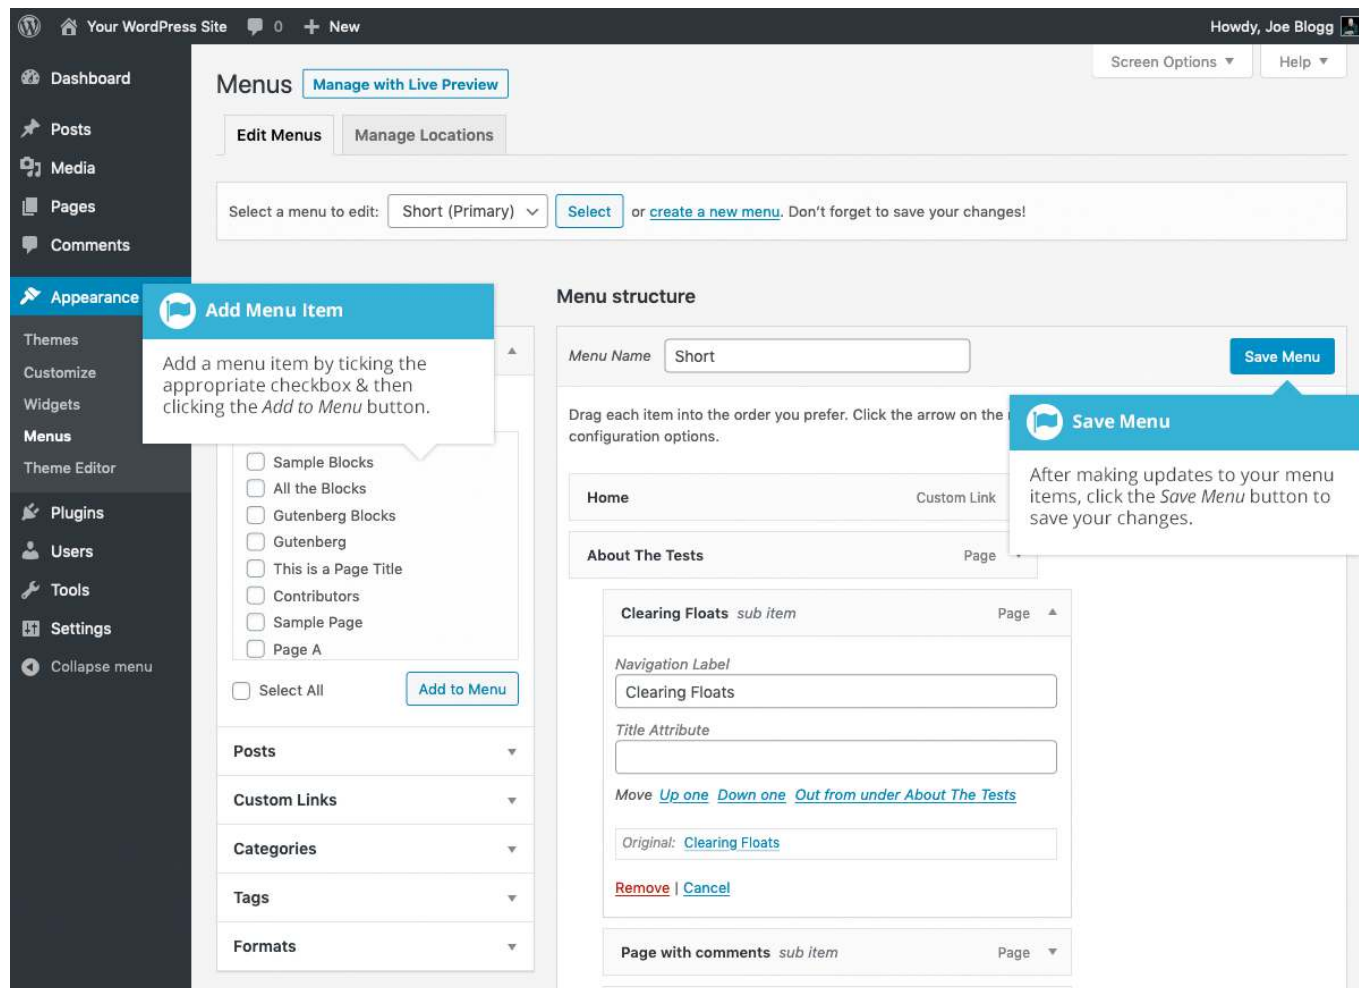 Your WordPress Site 0 New
Howdy, Joe Blogg
Dashboard
Posts
Media
Pages
Comments
Appearance
Themes
Customize
Widgets
Menus
Theme Editor
Plugins
Users
Tools
Settings
Collapse menu
Screen Options
Help
Menus
Manage with Live Preview
Edit Menus
Manage Locations
Select a menu to edit: Short (Primary) Select or create a new menu. Don't forget to save your changes!
Add Menu Item
Add a menu item by ticking the
appropriate checkbox & then
clicking the Add to Menu button.
Sample Blocks
All the Blocks
Gutenberg Blocks
Gutenberg
This is a Page Title
Contributors
Sample Page
Page A
Select All
Add to Menu
Posts
Custom Links
Categories
Tags
Formats
Menu structure
Menu Name Short
Save Menu
Drag each item into the order you prefer. Click the arrow on the
configuration options.
Save Menu
After making updates to your menu
items, click the Save Menu button to
save your changes.
Home Custom Link
About The Tests Page
Clearing Floats sub item Page
Navigation Label
Clearing Floats
Title Attribute
Move Up one Down one Out from under About The Tests
Original: Clearing Floats
Remove | Cancel
Page with comments sub item Page